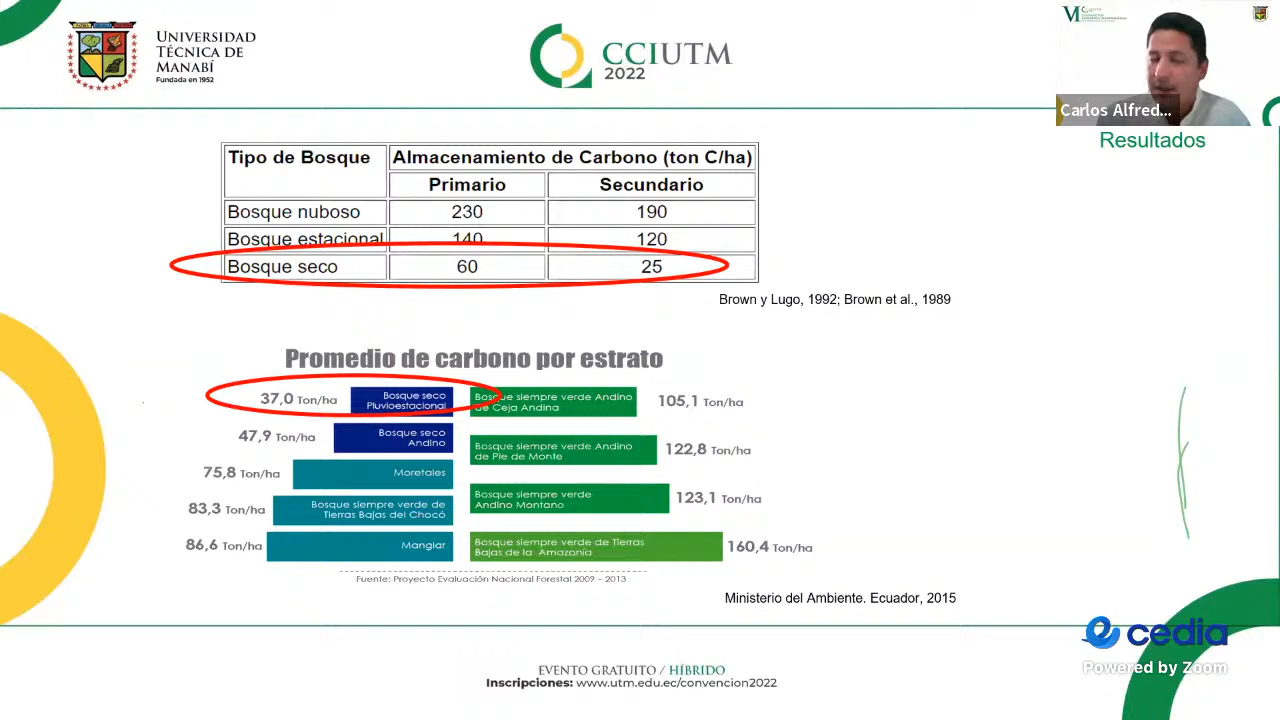 UNIVERSIDAD
TÉCNICA DE
MANABÍ
Fundada en 1952
CCIUTM
2022
VI
Carlos Alfred...
Resultados
Tipo de Bosque Almacenamiento de Carbono (ton C/ha)
Primario Secundario
Bosque nuboso 230 190
Bosque estacional 140 120
Bosque seco 60 25
Brown y Lugo, 1992; Brown et al., 1989
Promedio de carbono por estrato
37,0 Ton/ha Bosque seco
Pluvioestacional
47,9 Ton/ha Bosque seco
Andino
75,8 Ton/ha Moretales
83,3 Ton/ha Bosque siempre verde de
Tierras Bajas del Chocó
86,6 Ton/ha Manglar
Bosque siempre verde Andino
de Ceja Andina 105,1 Ton/ha
Bosque siempre verde Andino
de Pie de Monte 122,8 Ton/ha
Bosque siempre verde
Andino Montano 123,1 Ton/ha
Bosque siempre verde de Tierras
Bajas de la Amazonía 160,4 Ton/ha
Fuente: Proyecto Evaluación Nacional Forestal 2009 – 2013
Ministerio del Ambiente. Ecuador, 2015
cedia
Powered by Zoom
EVENTO GRATUITO / HÍBRIDO
Inscripciones: www.utm.edu.ec/convencion2022